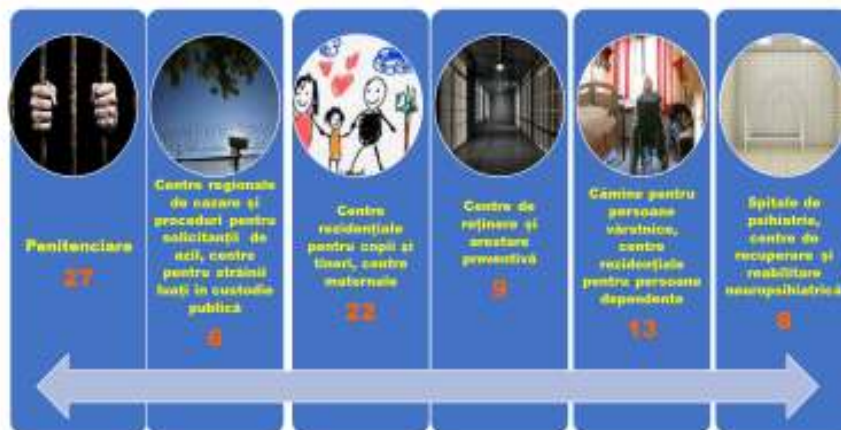 Penitenciare
27
Centre regionale
de cazare și
proceduri pentru
solicitanții de
azil, centre
pentru străinii
luați în custodie
publică
6
Centre
rezidențiale
pentru copii și
tineri, centre
maternale
22
Centre de
reținere și
arestare
preventivă
9
Cămine pentru
persoane
vârstnice,
centre
rezidențiale
pentru persoane
dependente
13
Spitale de
psihiatrie,
centre de
recuperare și
reabilitare
neuropsihiatrică